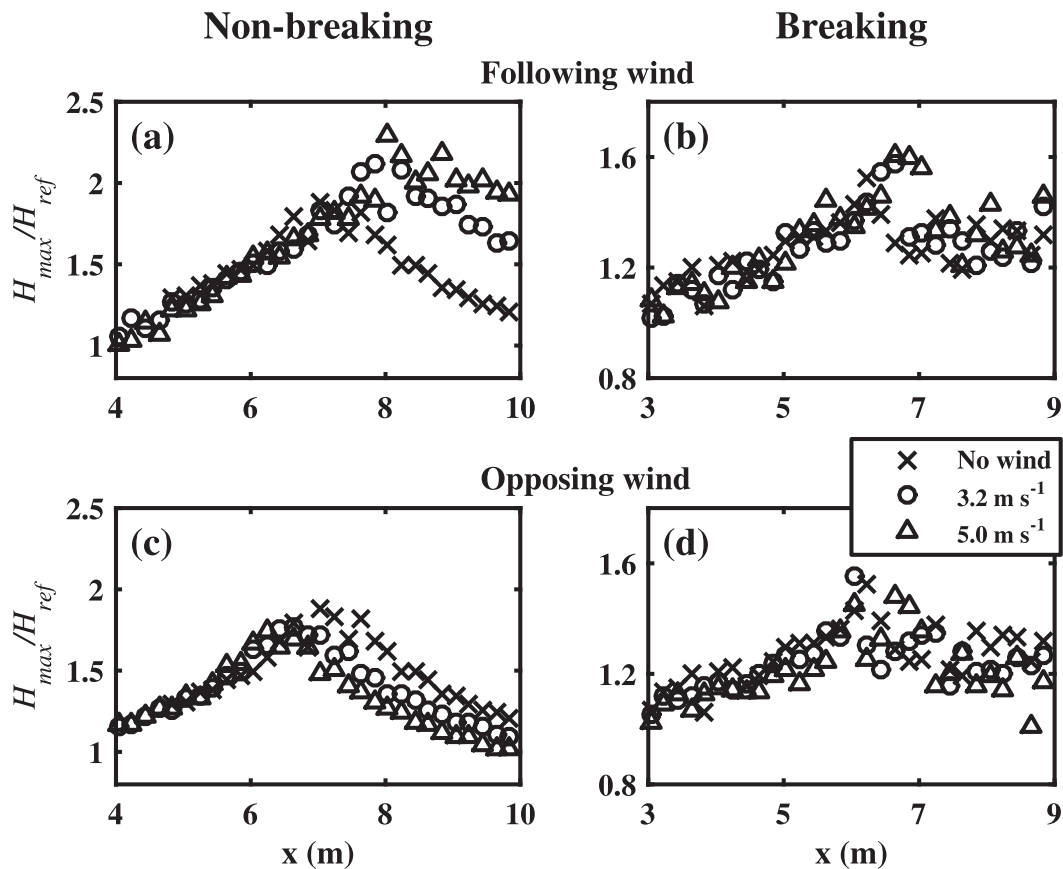 Non-breaking
Breaking
Following wind
2.5
2
1.5
1
H_max/H_ref
(a)
4
6
8
10
1.6
1.2
0.8
(b)
3
5
7
9
Opposing wind
No wind
3.2 m s⁻¹
5.0 m s⁻¹
2.5
2
1.5
1
H_max/H_ref
(c)
4
6
8
10
x (m)
1.6
1.2
0.8
(d)
3
5
7
9
x (m)